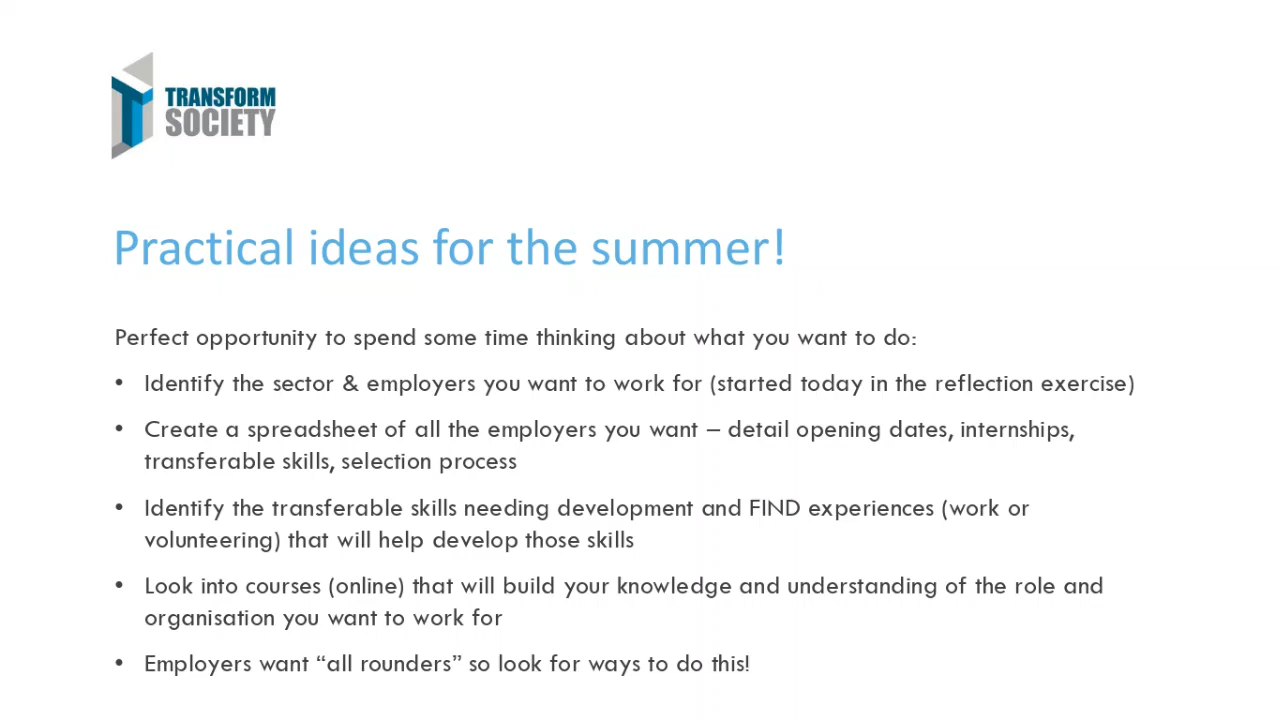 TRANSFORM
SOCIETY
Practical ideas for the summer!
Perfect opportunity to spend some time thinking about what you want to do:
• Identify the sector & employers you want to work for (started today in the reflection exercise)
• Create a spreadsheet of all the employers you want – detail opening dates, internships,
transferable skills, selection process
• Identify the transferable skills needing development and FIND experiences (work or
volunteering) that will help develop those skills
• Look into courses (online) that will build your knowledge and understanding of the role and
organisation you want to work for
• Employers want “all rounders” so look for ways to do this!